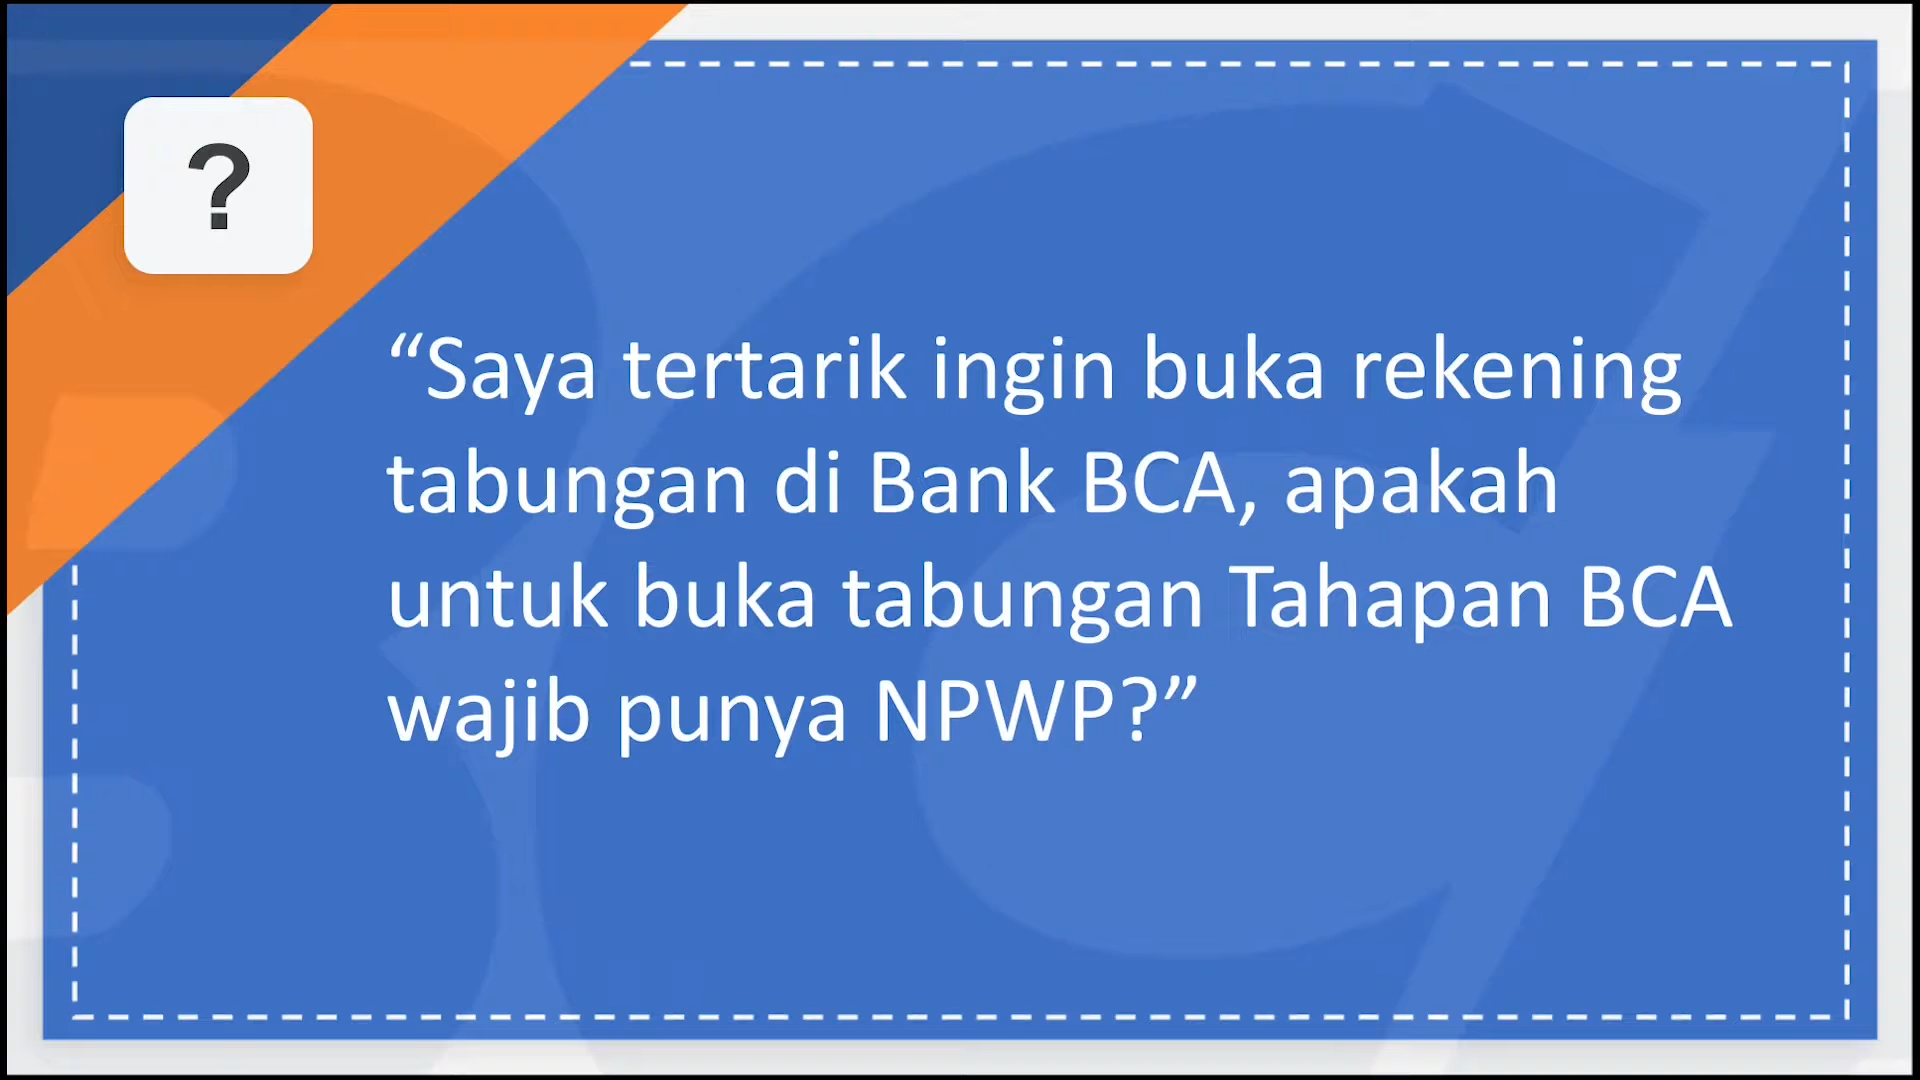 ?
“Saya tertarik ingin buka rekening
tabungan di Bank BCA, apakah
untuk buka tabungan Tahapan BCA
wajib punya NPWP?”